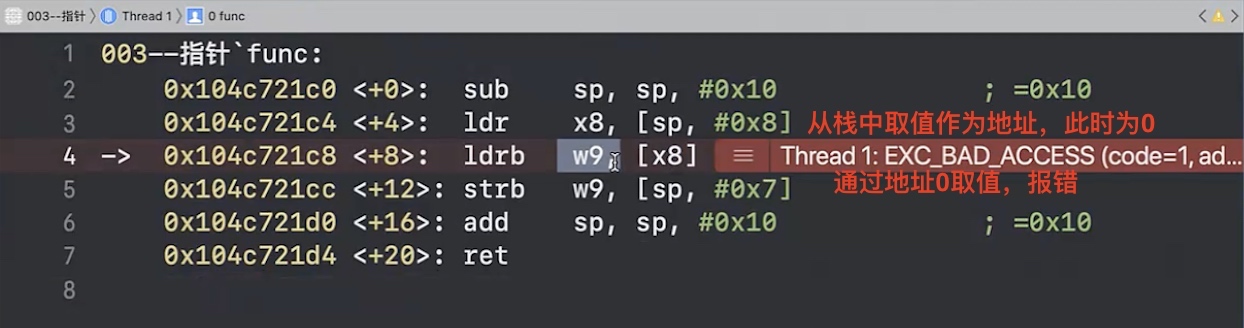 003--指针 〉 Thread 1 〉 0 func
1 003--指针`func:
2 0x104c721c0 <+0>: sub sp, sp, #0x10 ; =0x10
3 0x104c721c4 <+4>: ldr x8, [sp, #0x8] 从栈中取值作为地址，此时为0
4 -> 0x104c721c8 <+8>: ldrb w9, [x8] Thread 1: EXC_BAD_ACCESS (code=1, ad...
通过地址0取值，报错
5 0x104c721cc <+12>: strb w9, [sp, #0x7]
6 0x104c721d0 <+16>: add sp, sp, #0x10 ; =0x10
7 0x104c721d4 <+20>: ret
8